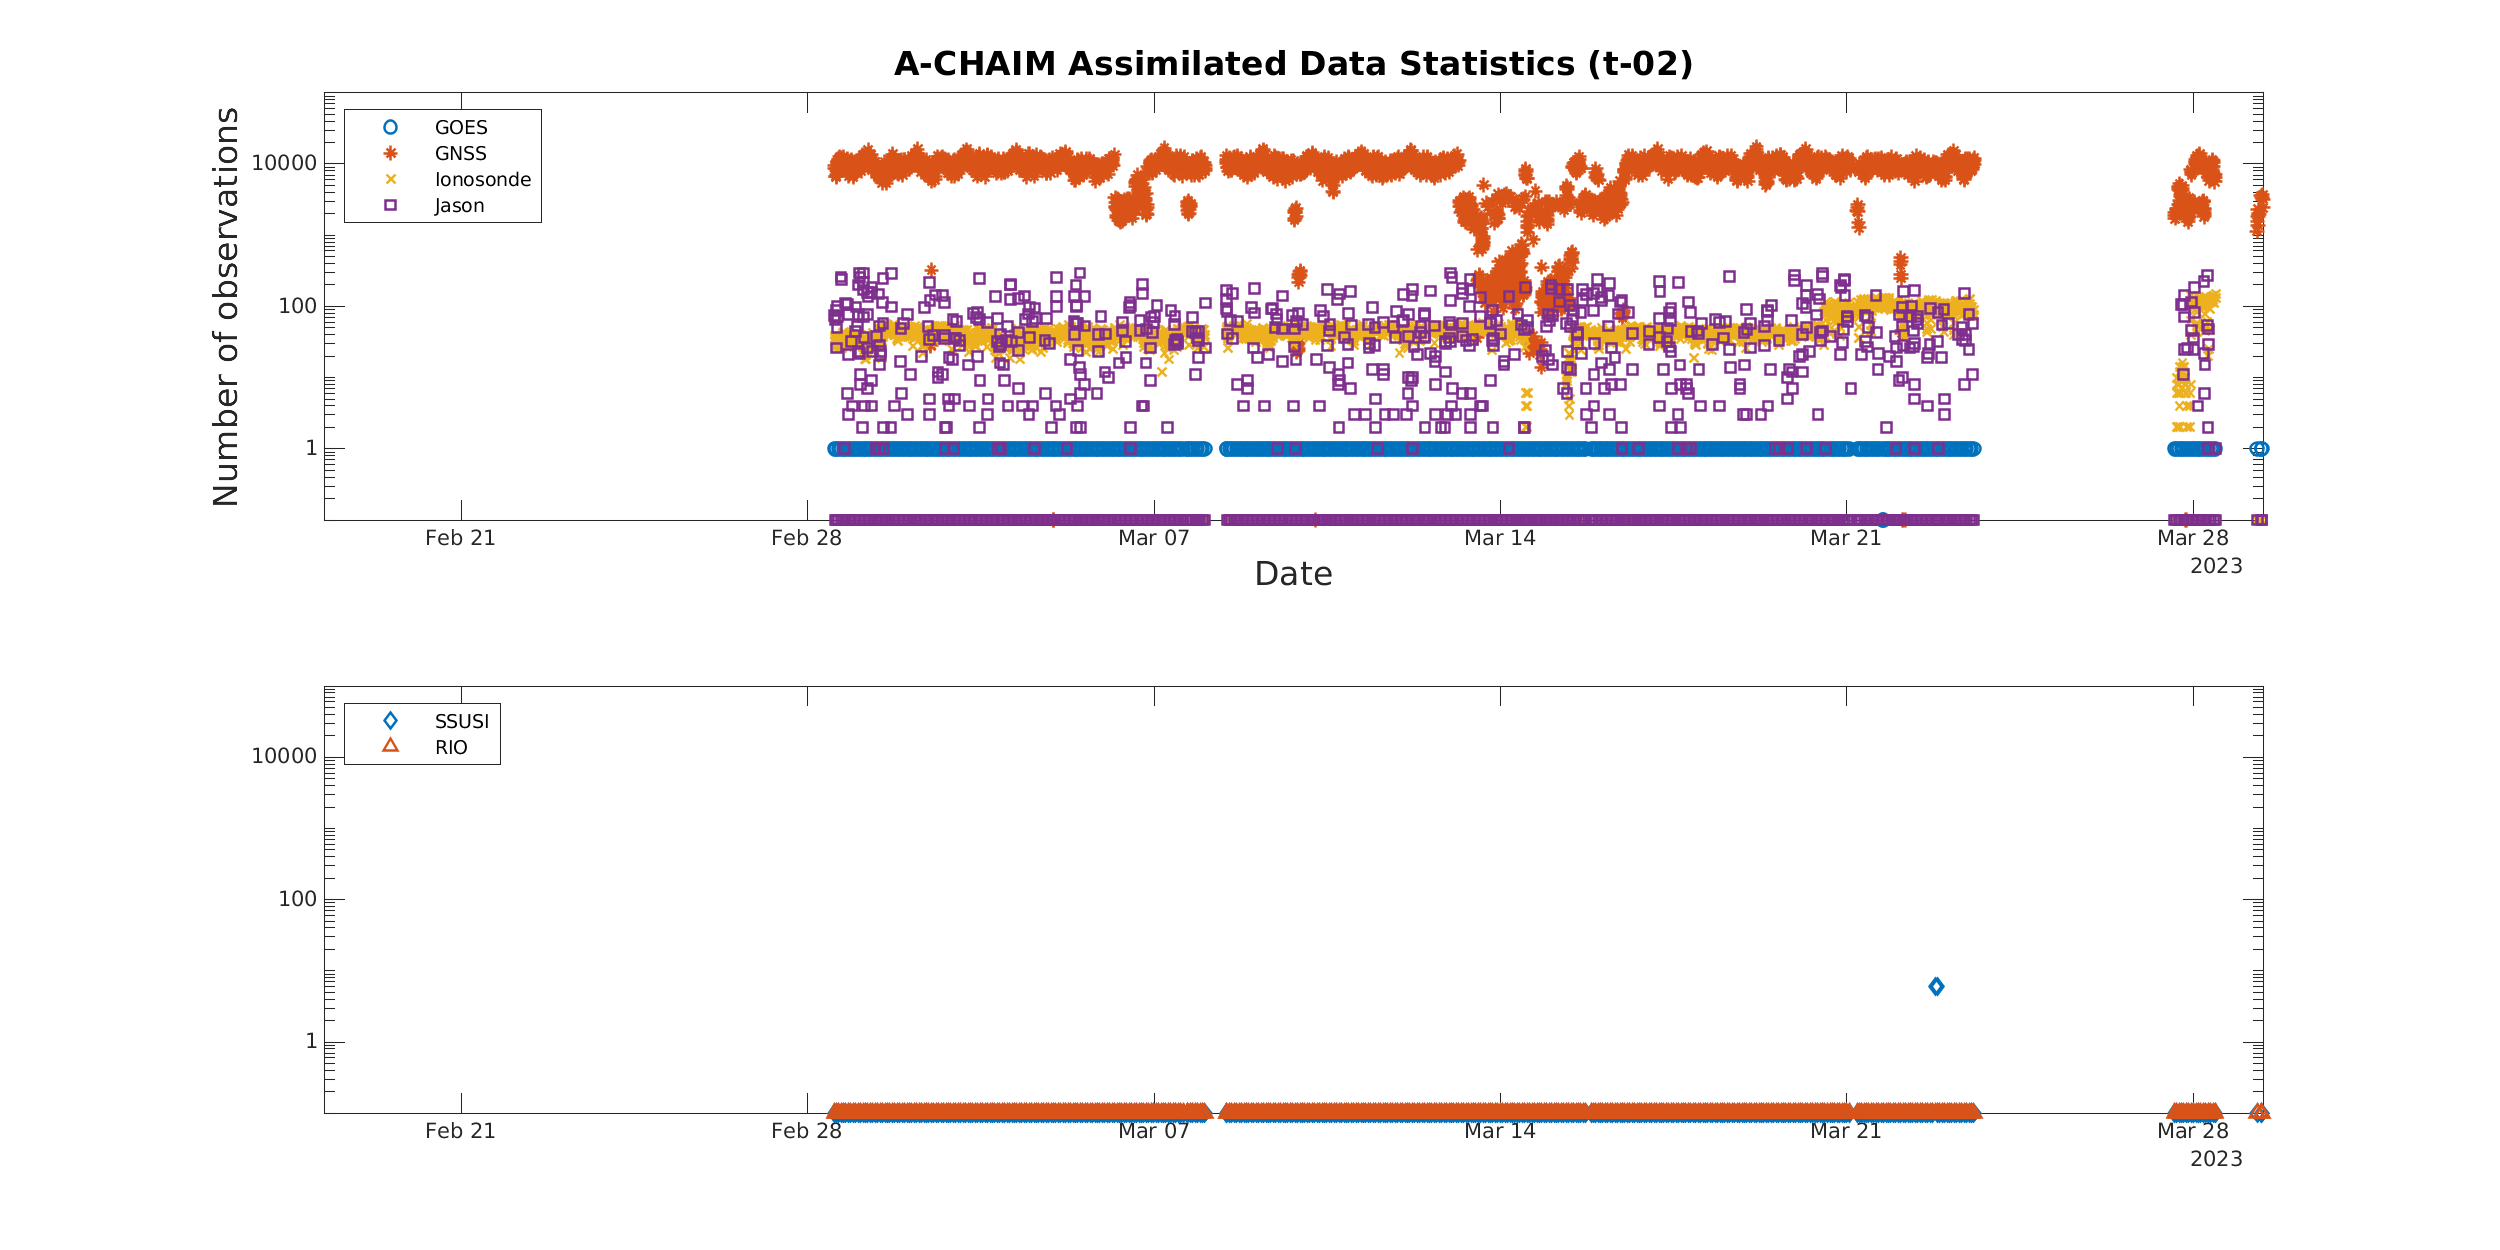 A-CHAIM Assimilated Data Statistics (t-02)
Number of observations
10000
100
1
GOES
GNSS
Ionosonde
Jason
Feb 21 Feb 28 Mar 07 Mar 14 Mar 21 Mar 28
2023
Date
10000
100
1
SSUSI
RIO
Feb 21 Feb 28 Mar 07 Mar 14 Mar 21 Mar 28
2023